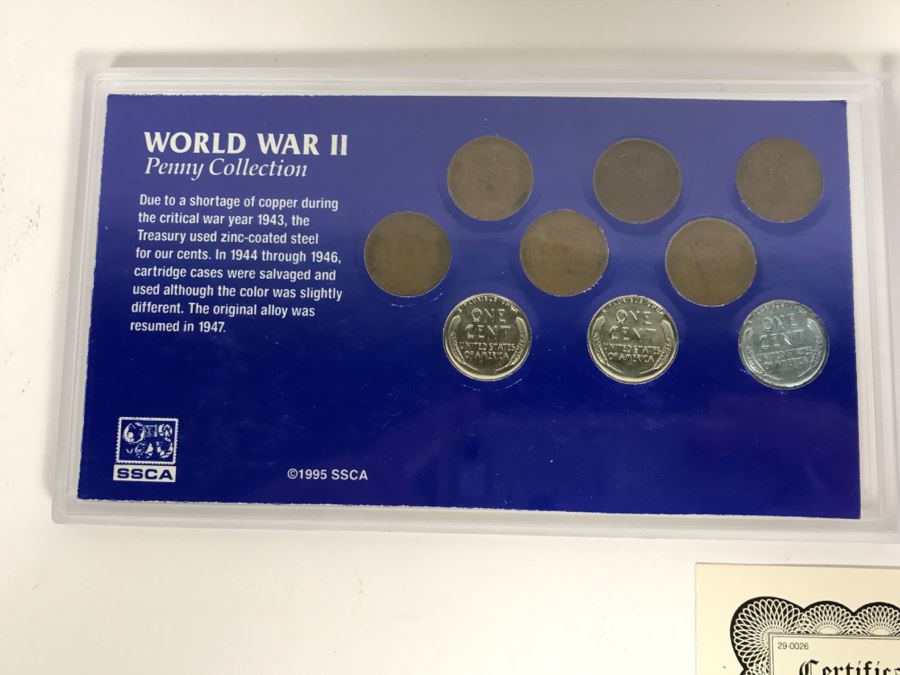 WORLD WAR II
Penny Collection
Due to a shortage of copper during
the critical war year 1943, the
Treasury used zinc-coated steel
for our cents. In 1944 through 1946,
cartridge cases were salvaged and
used although the color was slightly
different. The original alloy was
resumed in 1947.
SSCA
©1995 SSCA
ONE
CENT
UNITED STATES
OF AMERICA
ONE
CENT
UNITED STATES
OF AMERICA
ONE
CENT
UNITED STATES
29-0026